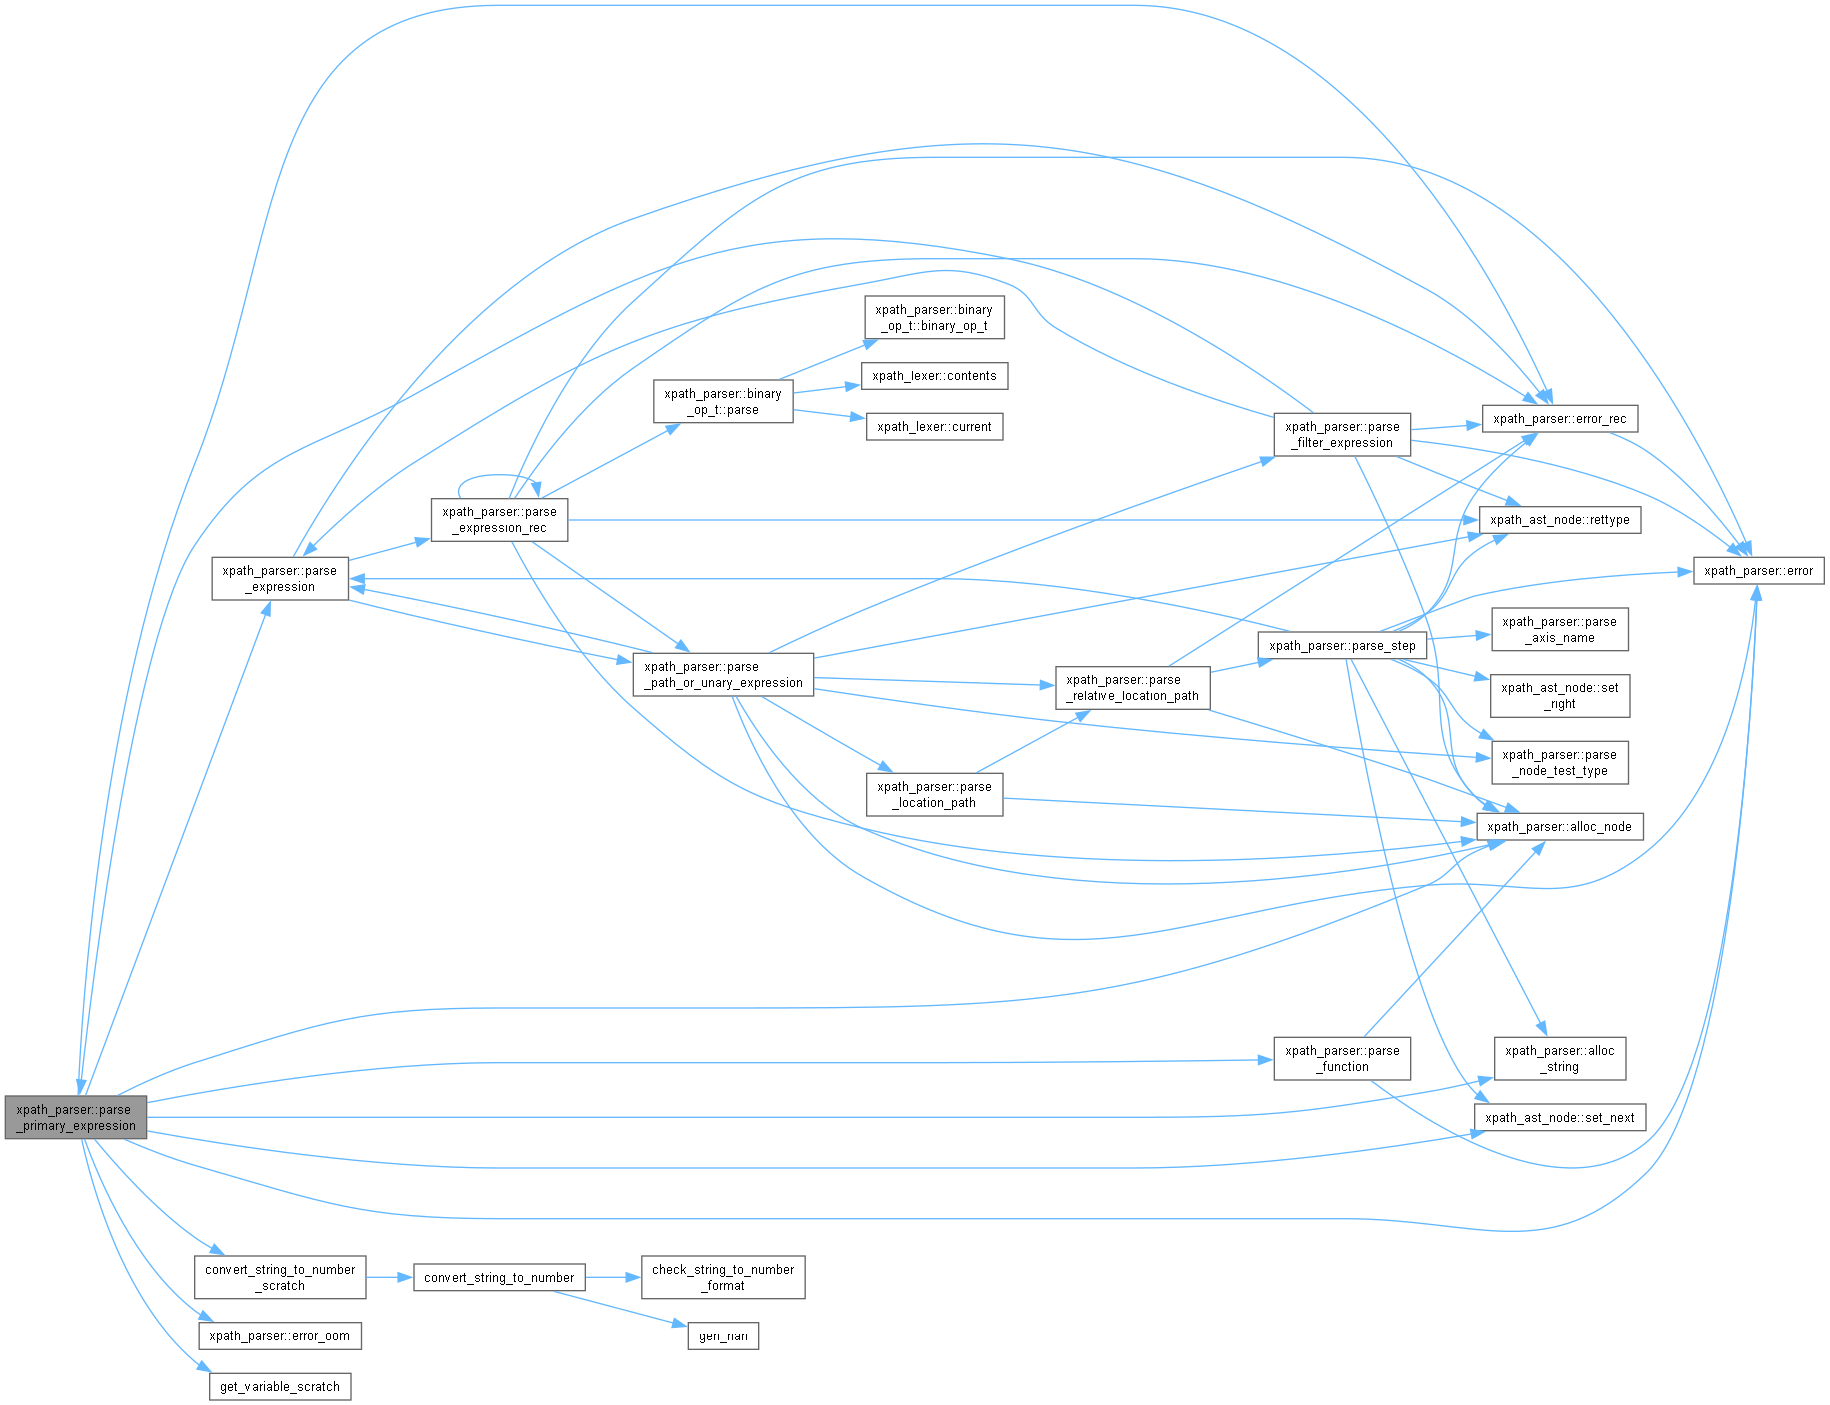 xpath_parser::binary
_op_t::binary_op_t
xpath_lexer::contents
xpath_parser::binary
_op_t::parse
xpath_lexer::current
xpath_parser::error_rec
xpath_parser::parse
_filter_expression
xpath_parser::parse
_expression_rec
xpath_ast_node::rettype
xpath_parser::parse
_expression
xpath_parser::error
xpath_parser::parse
_axis_name
xpath_parser::parse_step
xpath_parser::parse
_path_or_unary_expression
xpath_parser::parse
_relative_location_path
xpath_ast_node::set
_right
xpath_parser::parse
_node_test_type
xpath_parser::parse
_location_path
xpath_parser::alloc_node
xpath_parser::parse
_function
xpath_parser::alloc
_string
xpath_parser::parse
_primary_expression
xpath_ast_node::set_next
convert_string_to_number
_scratch
convert_string_to_number
check_string_to_number
_format
xpath_parser::error_oom
gen_nan
get_variable_scratch